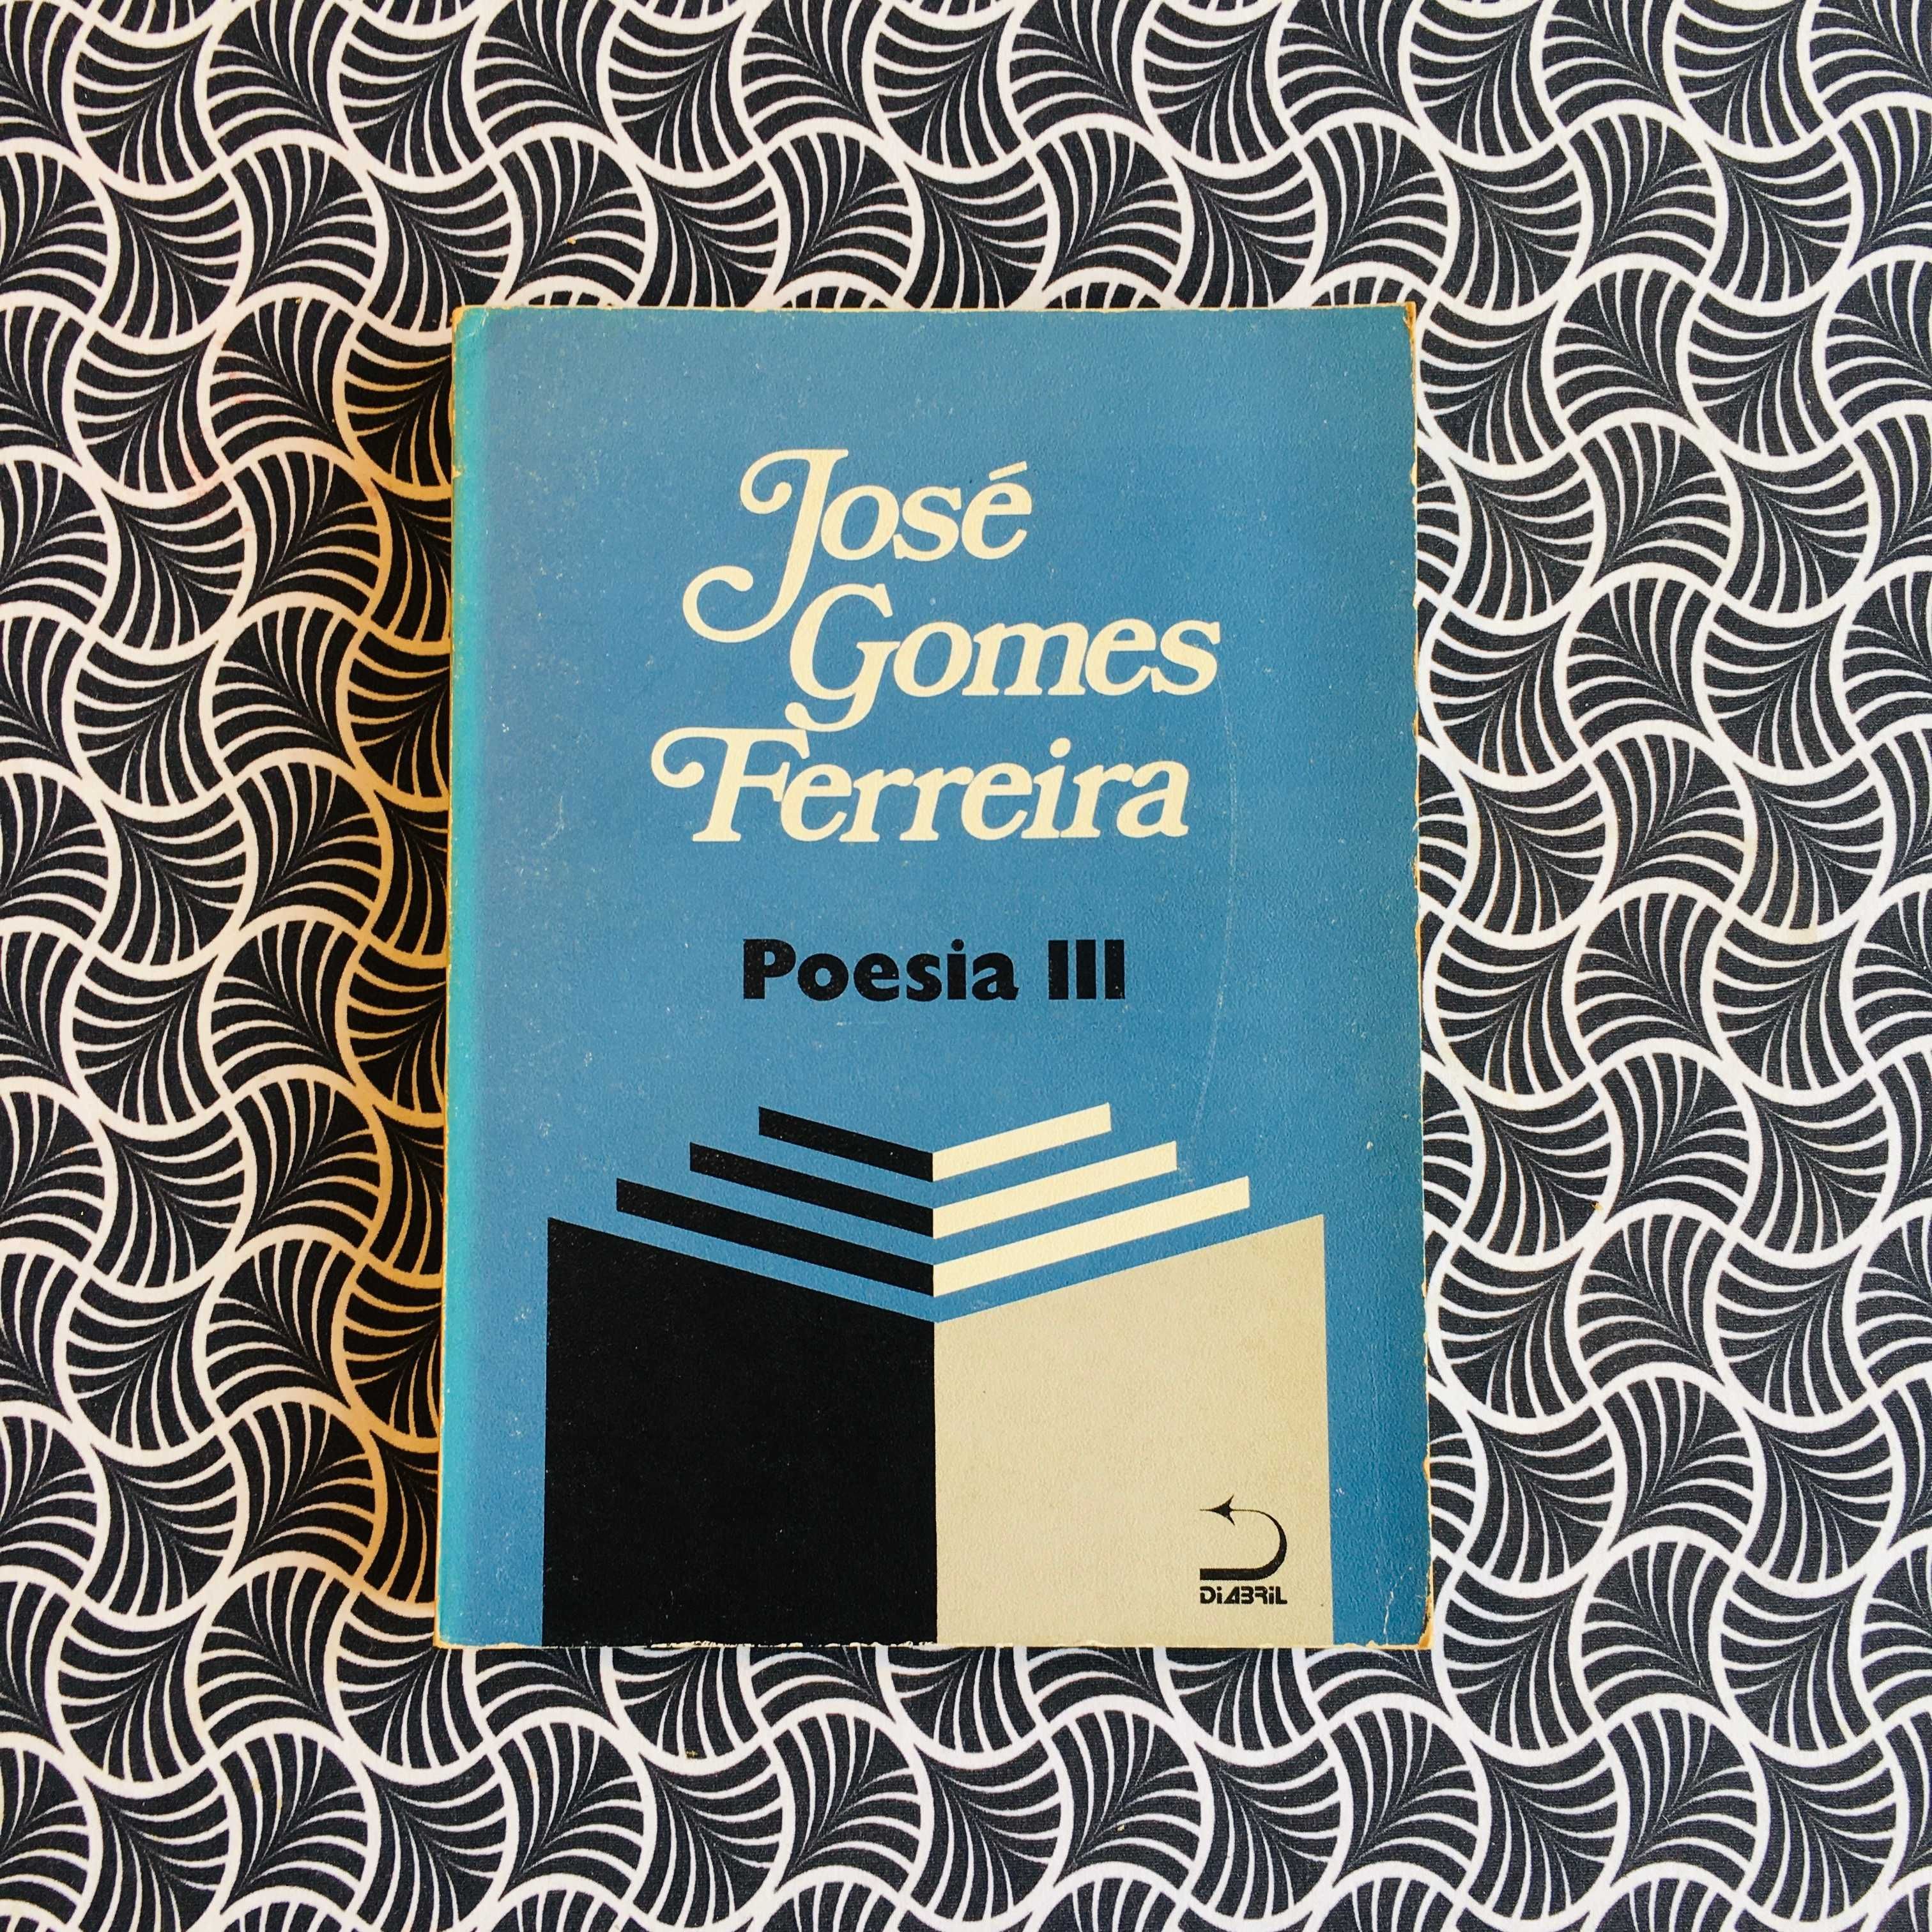 José
Gomes
Ferreira
Poesia III
DIABRIL